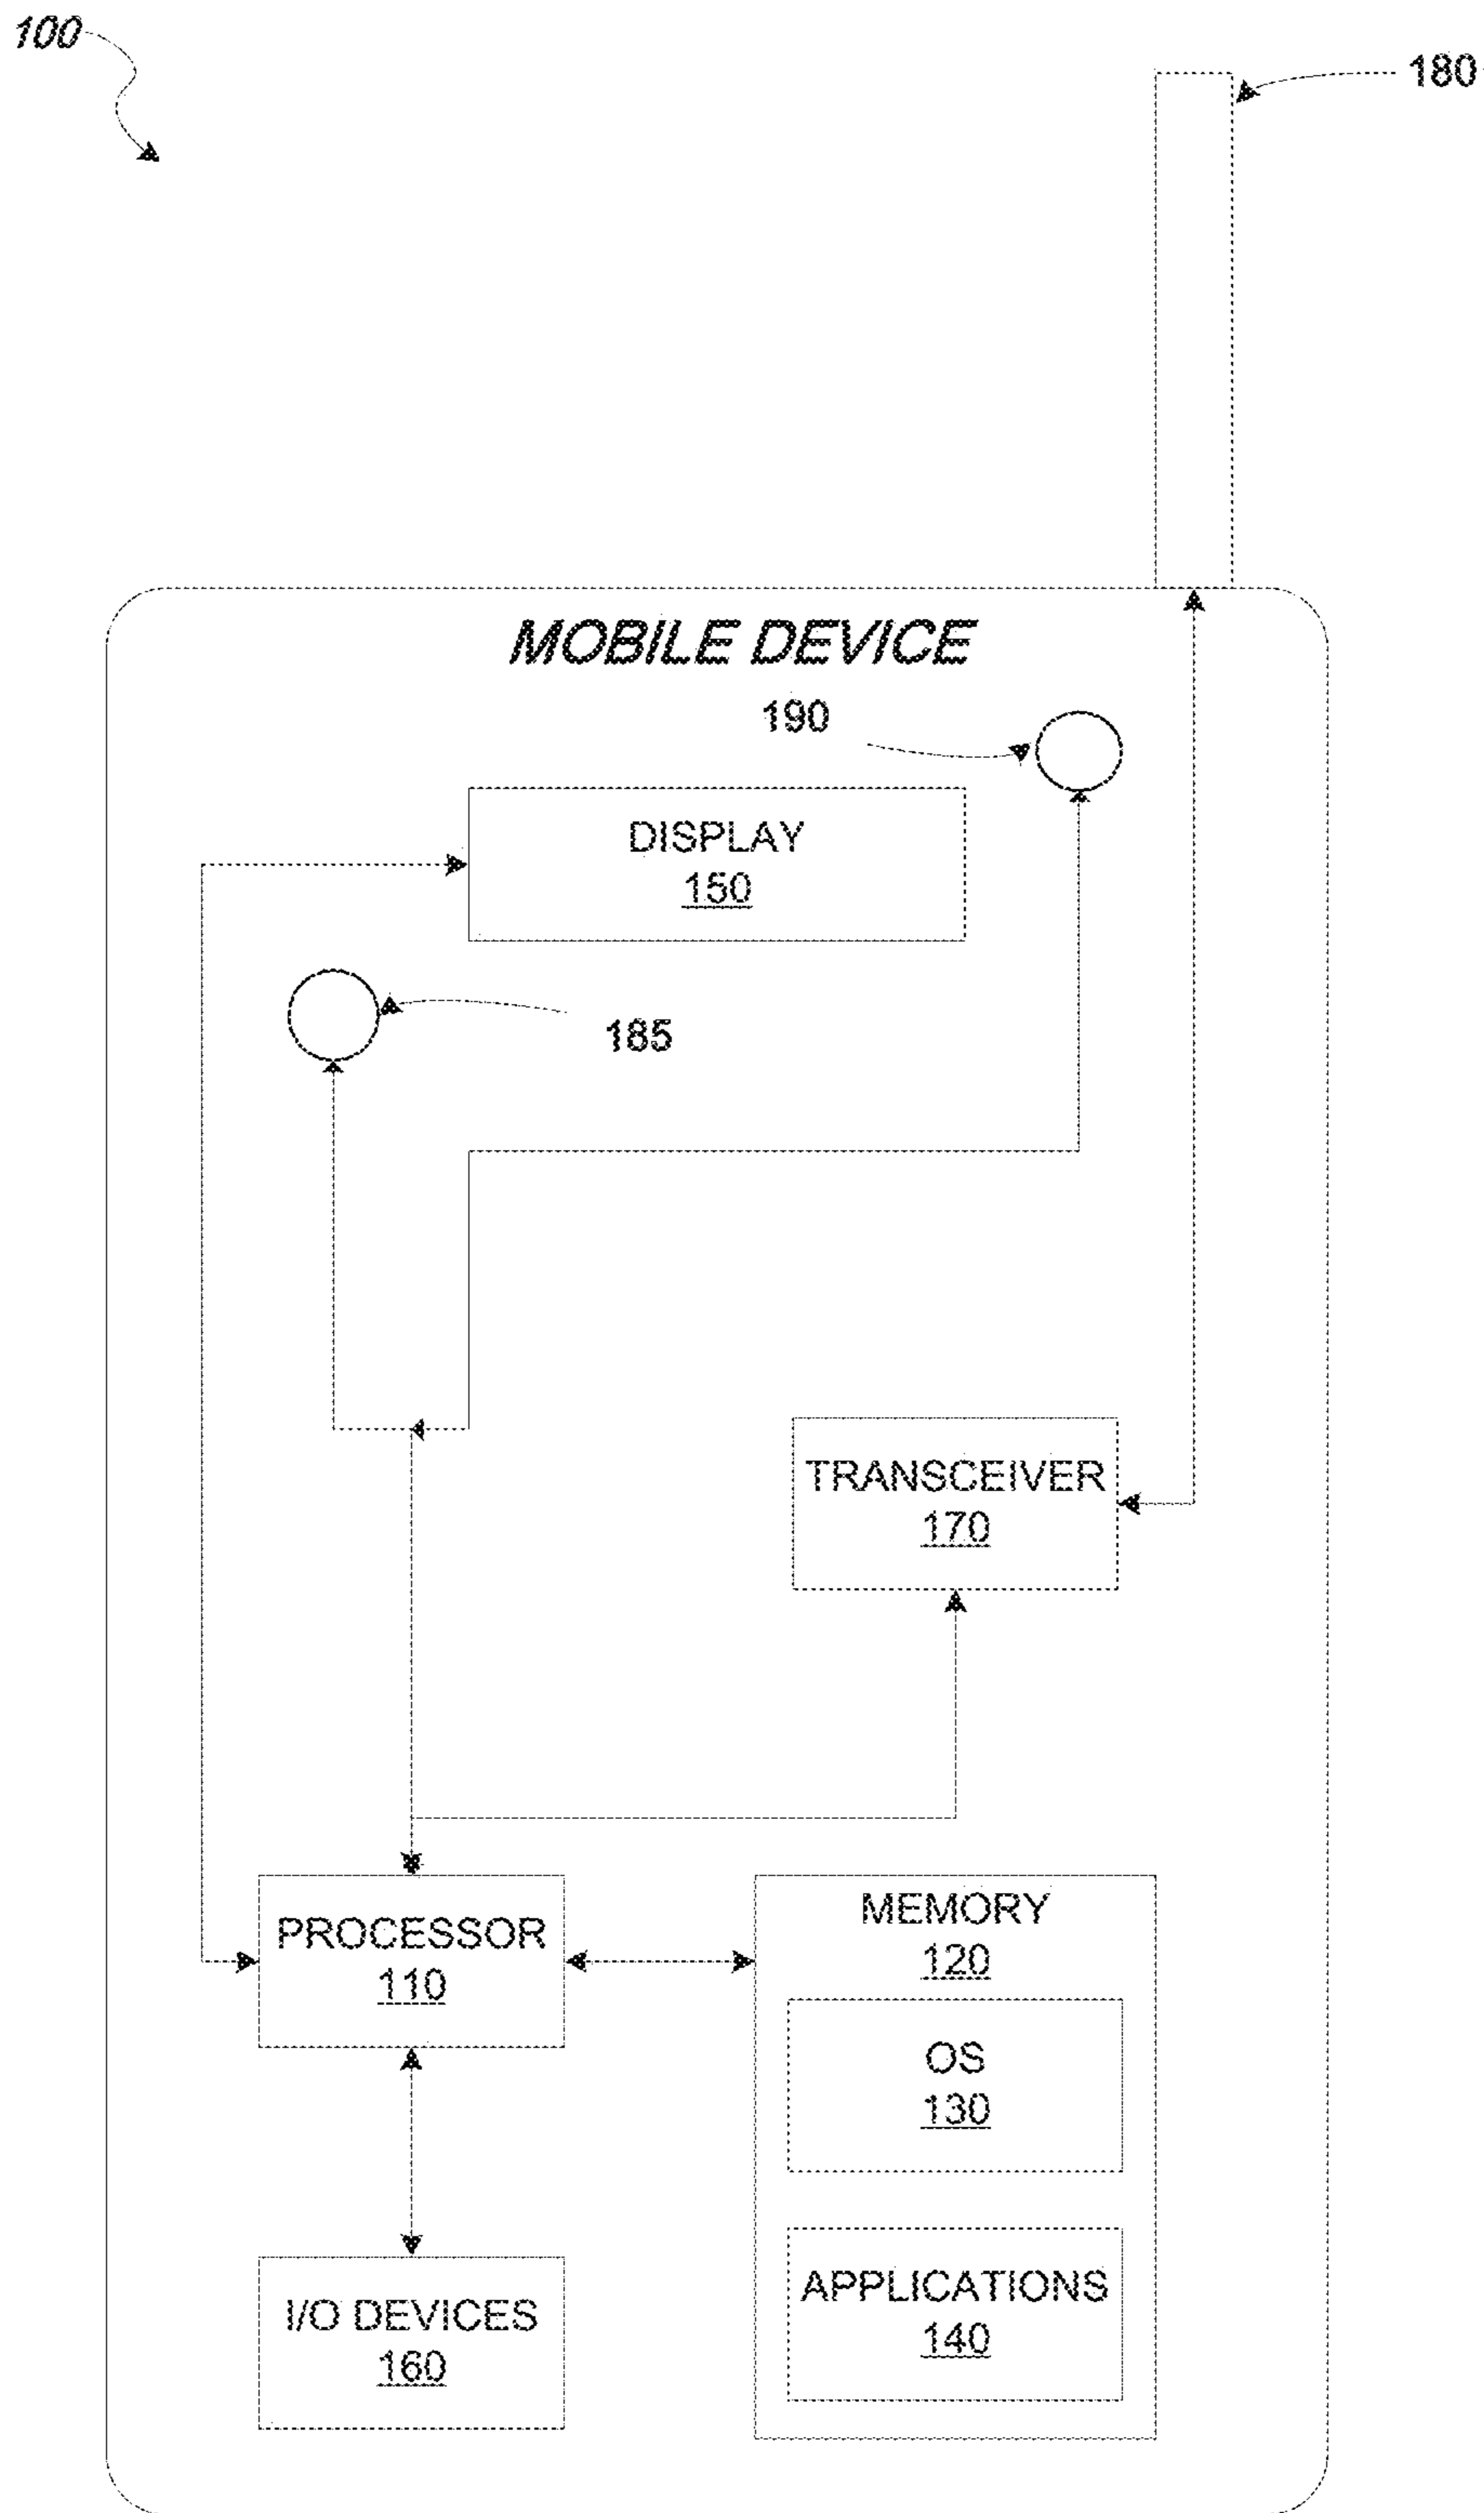 100
180
MOBILE DEVICE
190
DISPLAY
150
185
TRANSCEIVER
170
PROCESSOR
110
MEMORY
120
OS
130
I/O DEVICES
160
APPLICATIONS
140